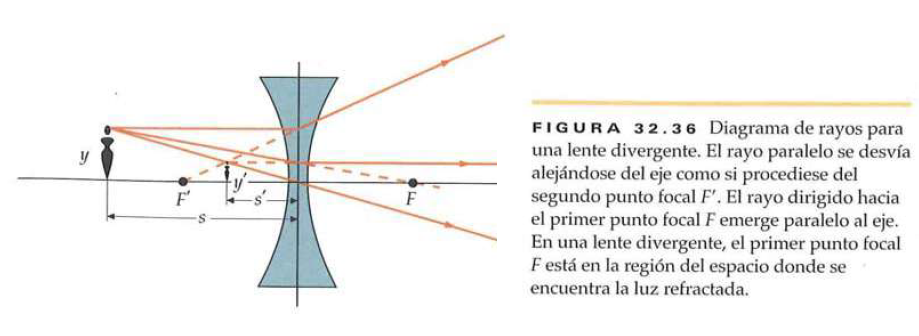 y
F'
y'
s'
s
F
FIGURA 32.36 Diagrama de rayos para
una lente divergente. El rayo paralelo se desvía
alejándose del eje como si procediese del
segundo punto focal F'. El rayo dirigido hacia
el primer punto focal F emerge paralelo al eje.
En una lente divergente, el primer punto focal
F está en la región del espacio donde se
encuentra la luz refractada.